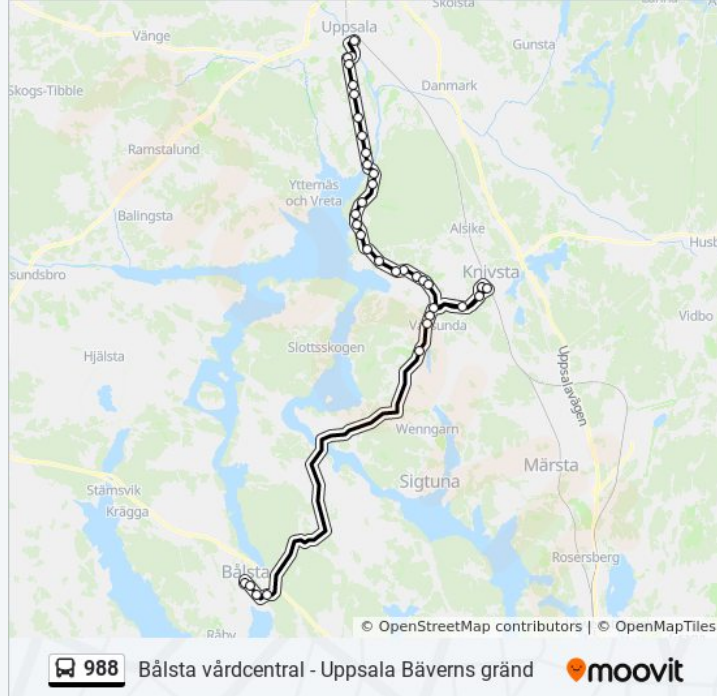 Skolsta
Uppsala
Vänge
Gunsta
Danmark
Skogs-Tibble
Ramstalund
Ytternäs
och Vreta
Balingsta
Alsike
Husb
sundsbro
Knivsta
Vidbo
Slottsskogen
Hjälsta
Uppsalavägen
Wenngarn
Märsta
Sigtuna
Stämsvik
Krägga
Rosersberg
Bålsta
Råby
© OpenStreetMap contributors | © OpenMapTiles
988 Bålsta vårdcentral - Uppsala Bäverns gränd moovit